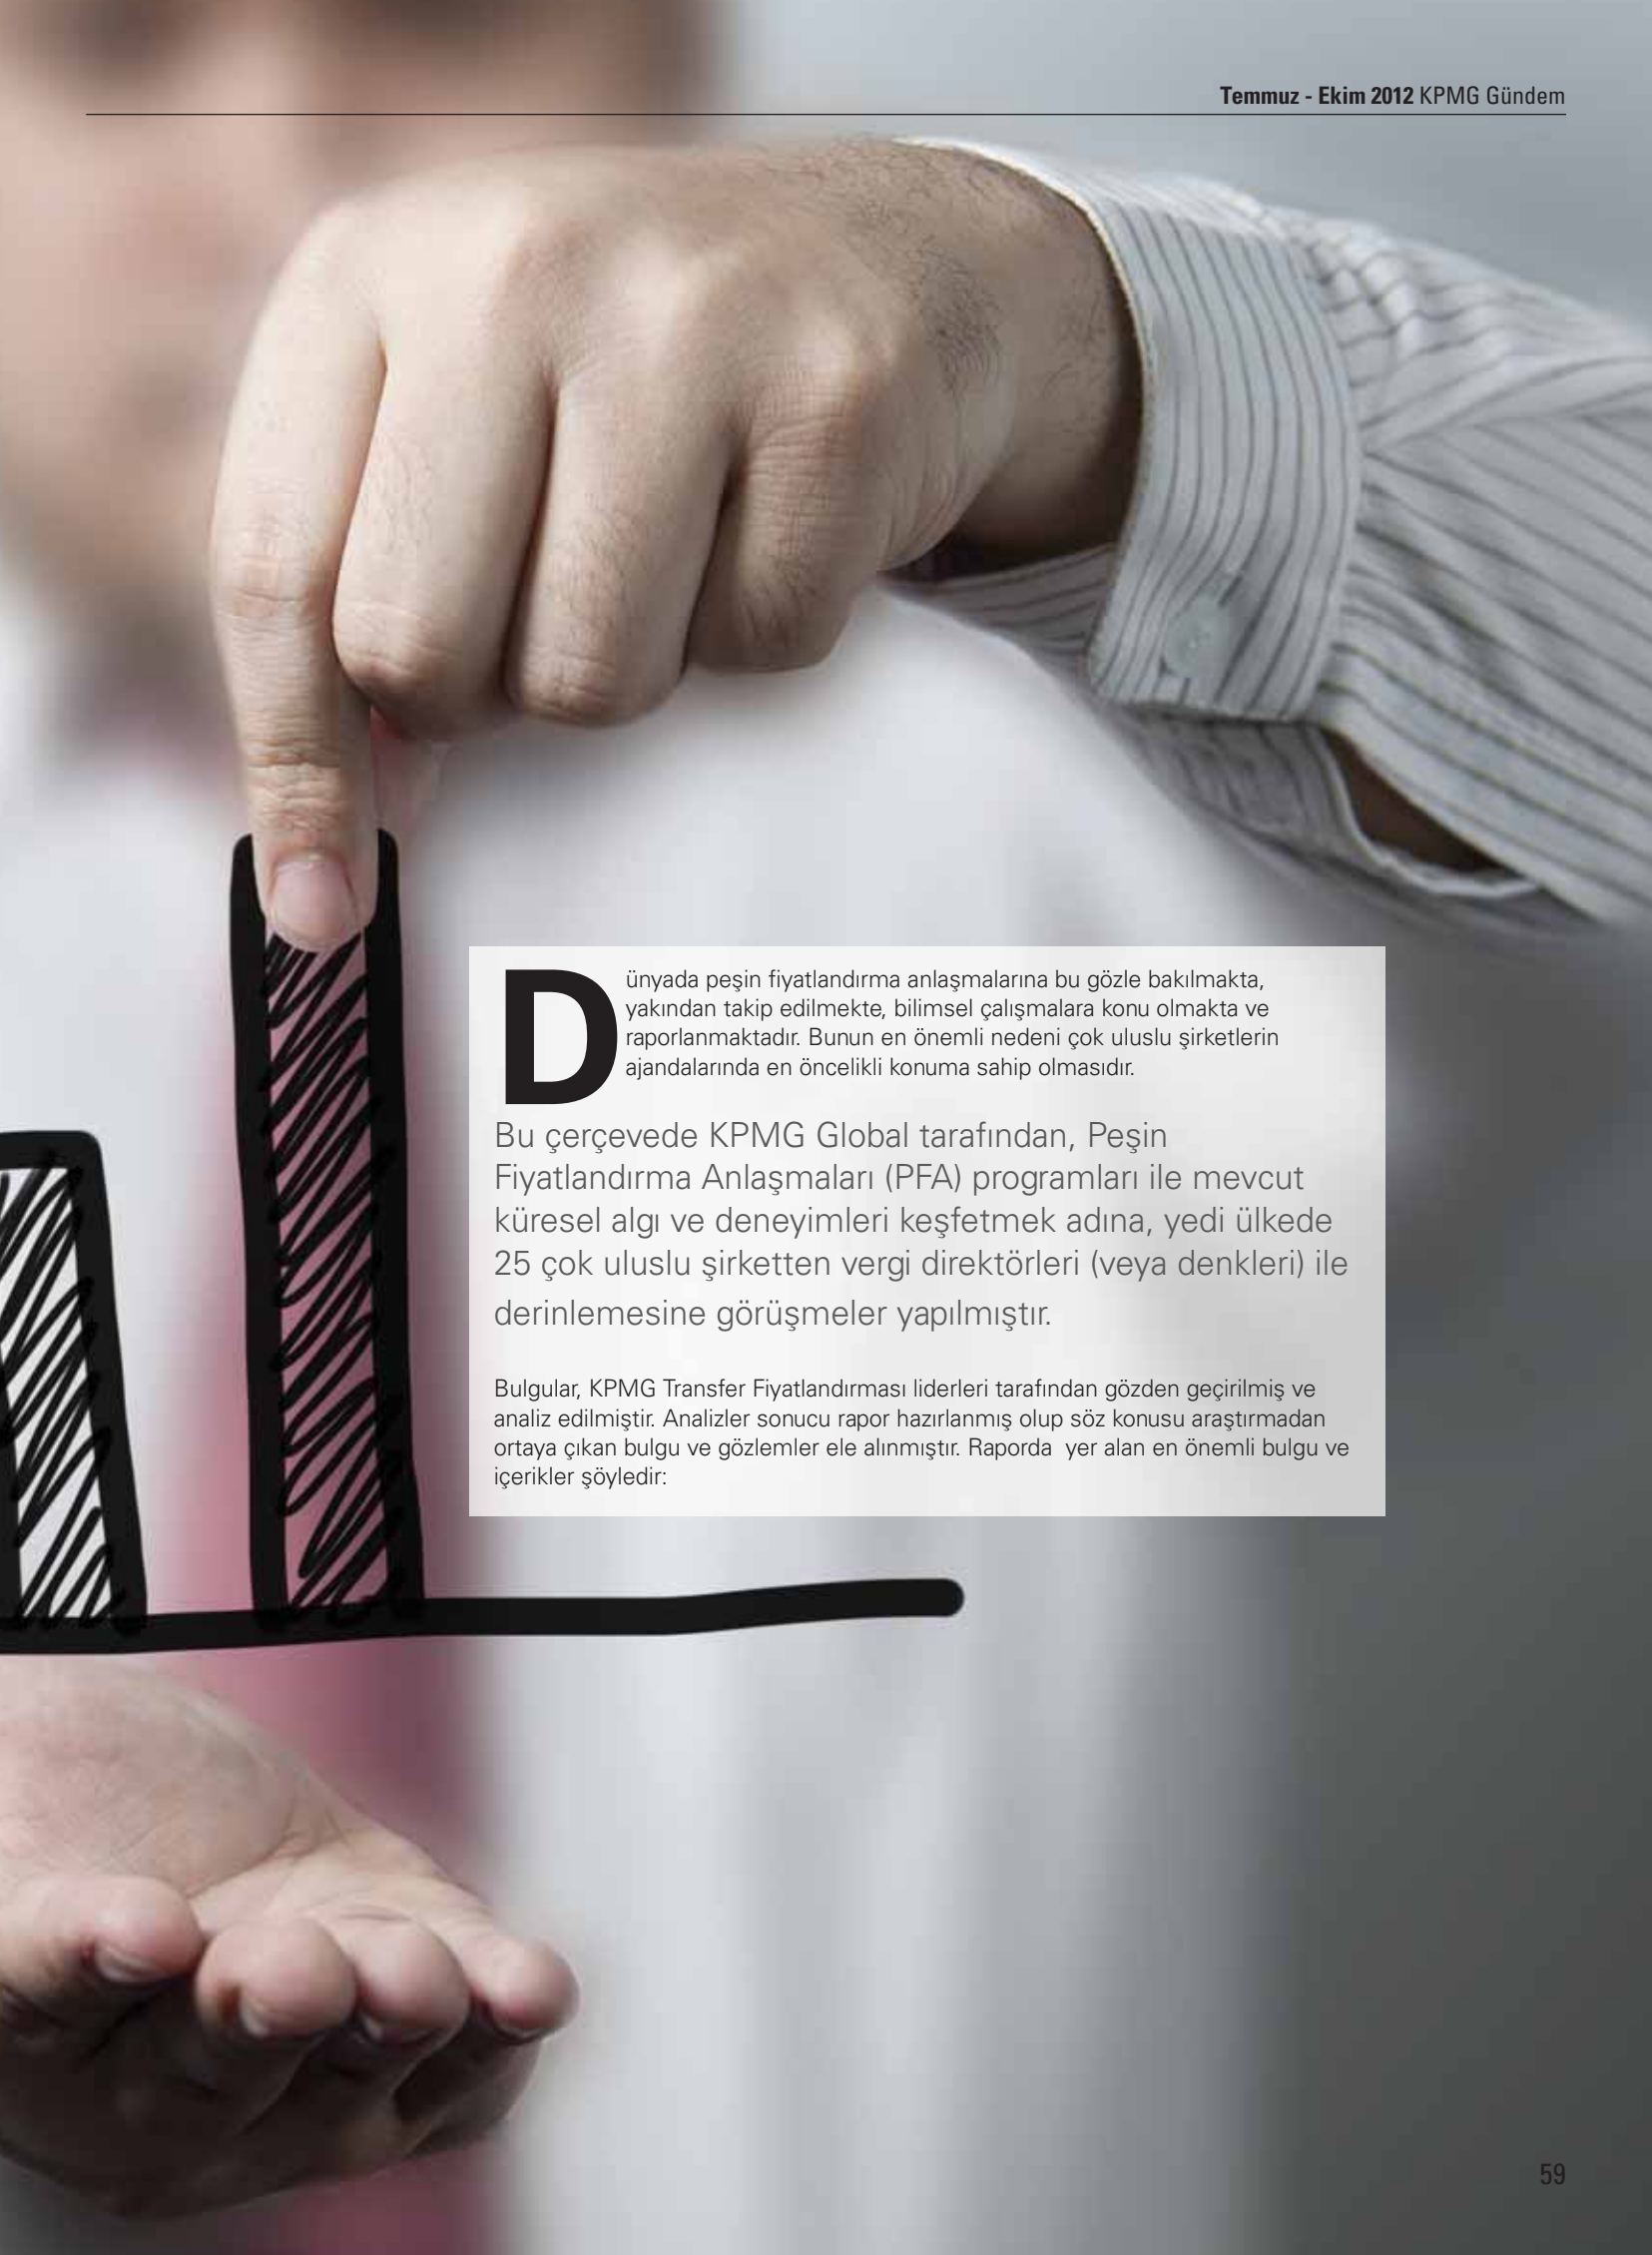 Temmuz - Ekim 2012 KPMG Gündem
Dünyada peşin fiyatlandırma anlaşmalarına bu gözle bakılmakta,
yakından takip edilmekte, bilimsel çalışmalara konu olmakta ve
raporlanmaktadır. Bunun en önemli nedeni çok uluslu şirketlerin
ajandalarında en öncelikli konuma sahip olmasıdır.
Bu çerçevede KPMG Global tarafından, Peşin
Fiyatlandırma Anlaşmaları (PFA) programları ile mevcut
küresel algı ve deneyimleri keşfetmek adına, yedi ülkede
25 çok uluslu şirketten vergi direktörleri (veya denkleri) ile
derinlemesine görüşmeler yapılmıştır.
Bulgular, KPMG Transfer Fiyatlandırması liderleri tarafından gözden geçirilmiş ve
analiz edilmiştir. Analizler sonucu rapor hazırlanmış olup söz konusu araştırmadan
ortaya çıkan bulgu ve gözlemler ele alınmıştır. Raporda  yer alan en önemli bulgu ve
içerikler şöyledir:
59